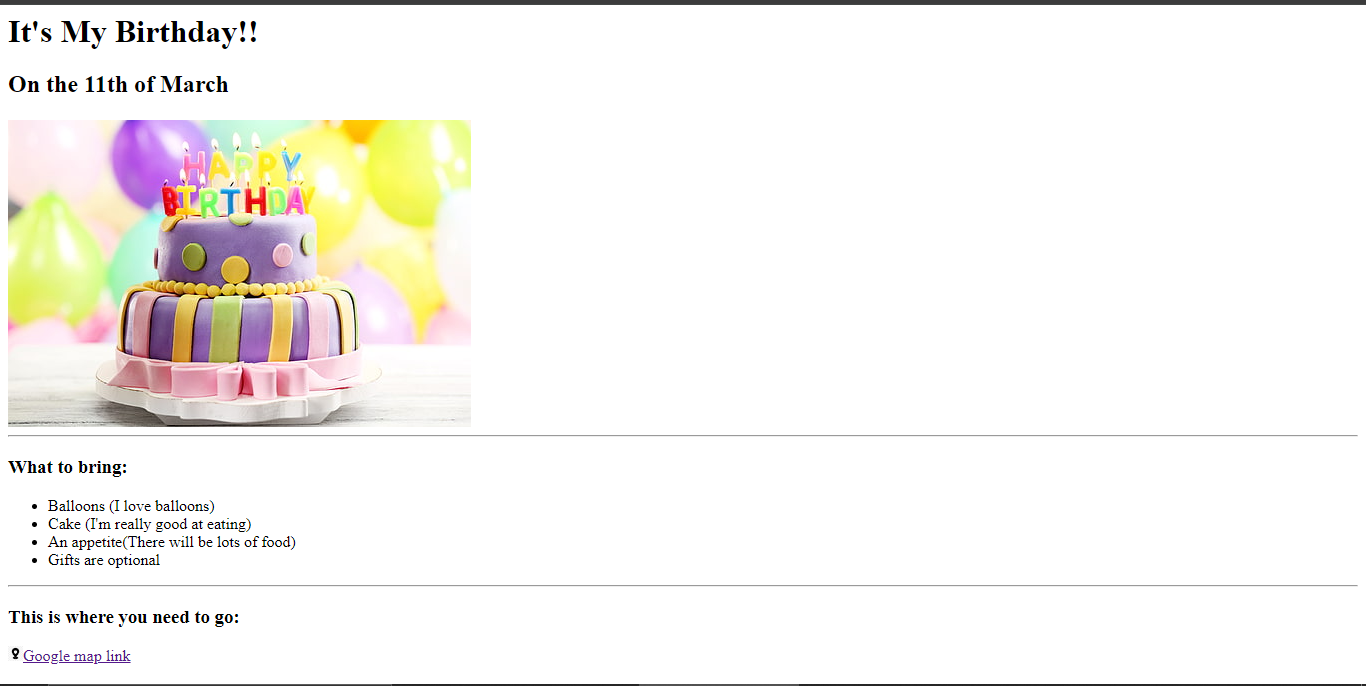 It's My Birthday!!
On the 11th of March
HAPPY
BIRTHDAY
What to bring:
Balloons (I love balloons)
Cake (I'm really good at eating)
An appetite(There will be lots of food)
Gifts are optional
This is where you need to go:
Google map link